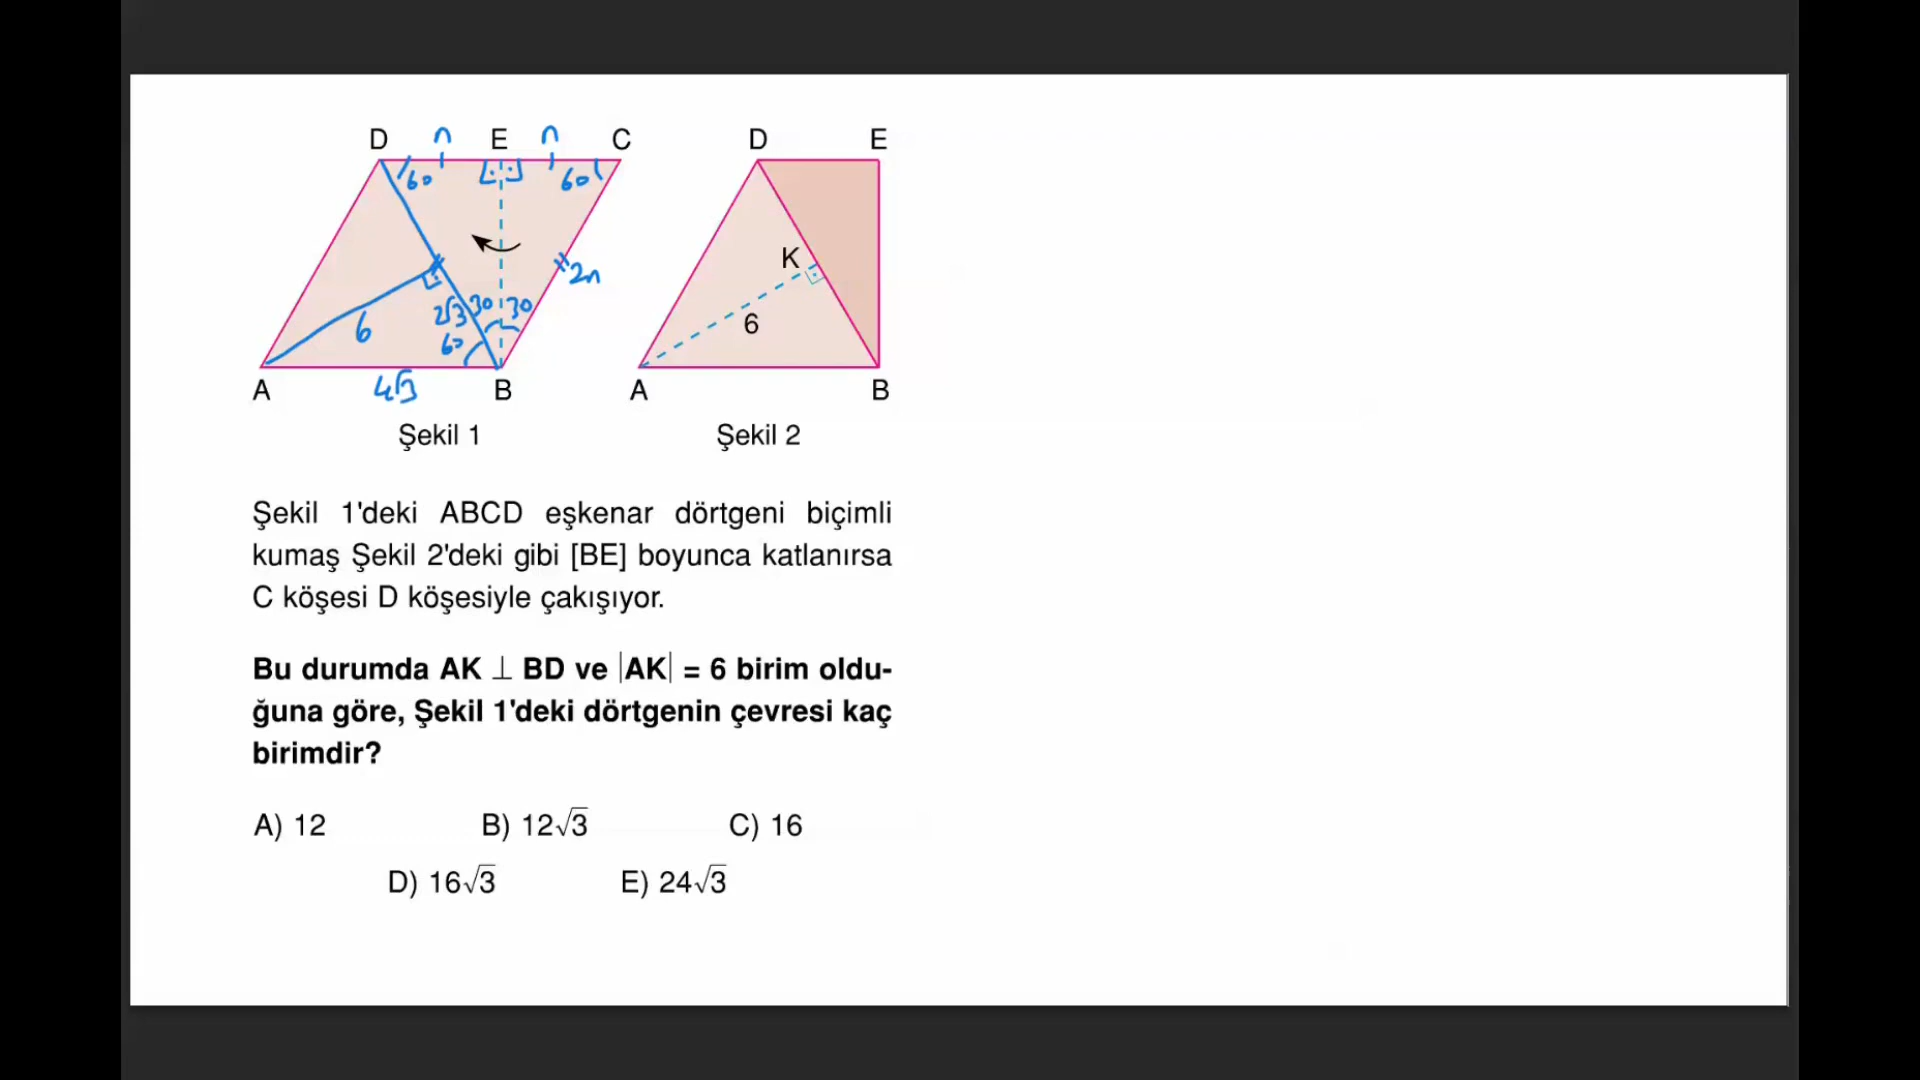 D n E n C
60 60
2n
2√3 30 30
6 60
A 4√3 B
Şekil 1
D E
K
6
A B
Şekil 2
Şekil 1'deki ABCD eşkenar dörtgeni biçimli
kumaş Şekil 2'deki gibi [BE] boyunca katlanırsa
C köşesi D köşesiyle çakışıyor.
Bu durumda AK ⊥ BD ve |AK| = 6 birim oldu-
ğuna göre, Şekil 1'deki dörtgenin çevresi kaç
birimdir?
A) 12 B) 12√3 C) 16
D) 16√3 E) 24√3